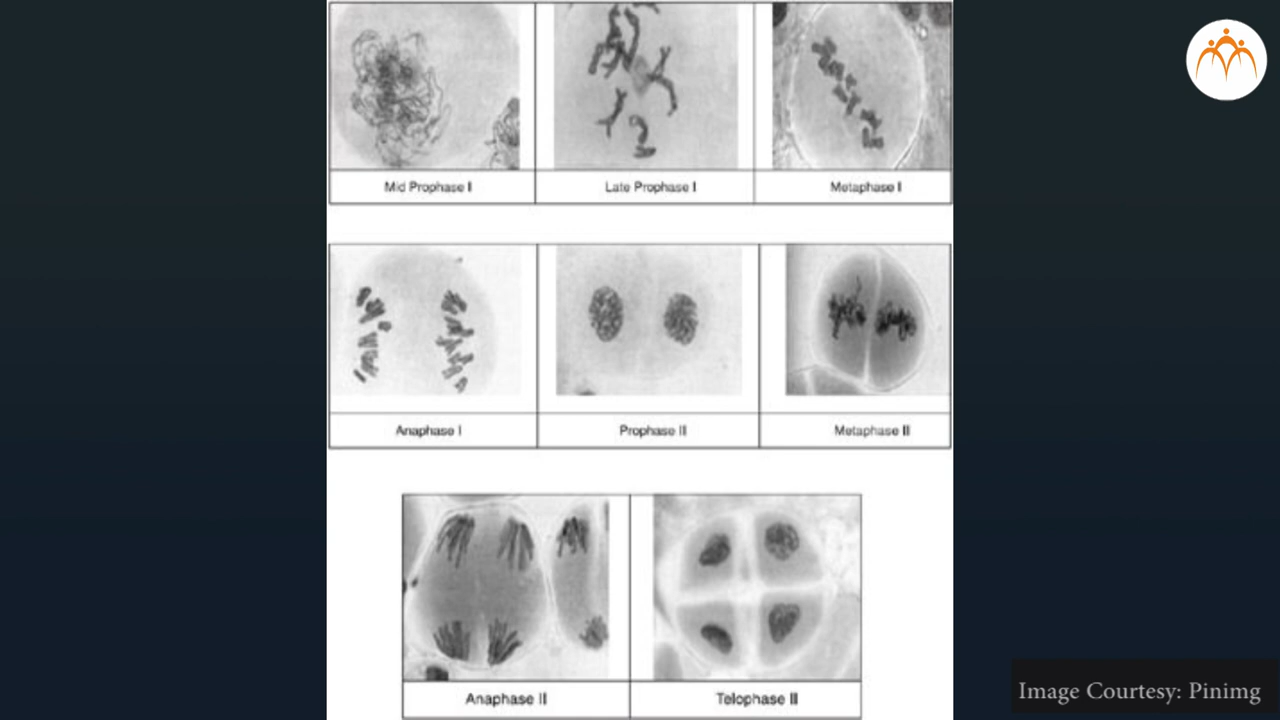 Mid Prophase I
Late Prophase I
Metaphase I
Anaphase I
Prophase II
Metaphase II
Anaphase II
Telophase II
Image Courtesy: Pinimg